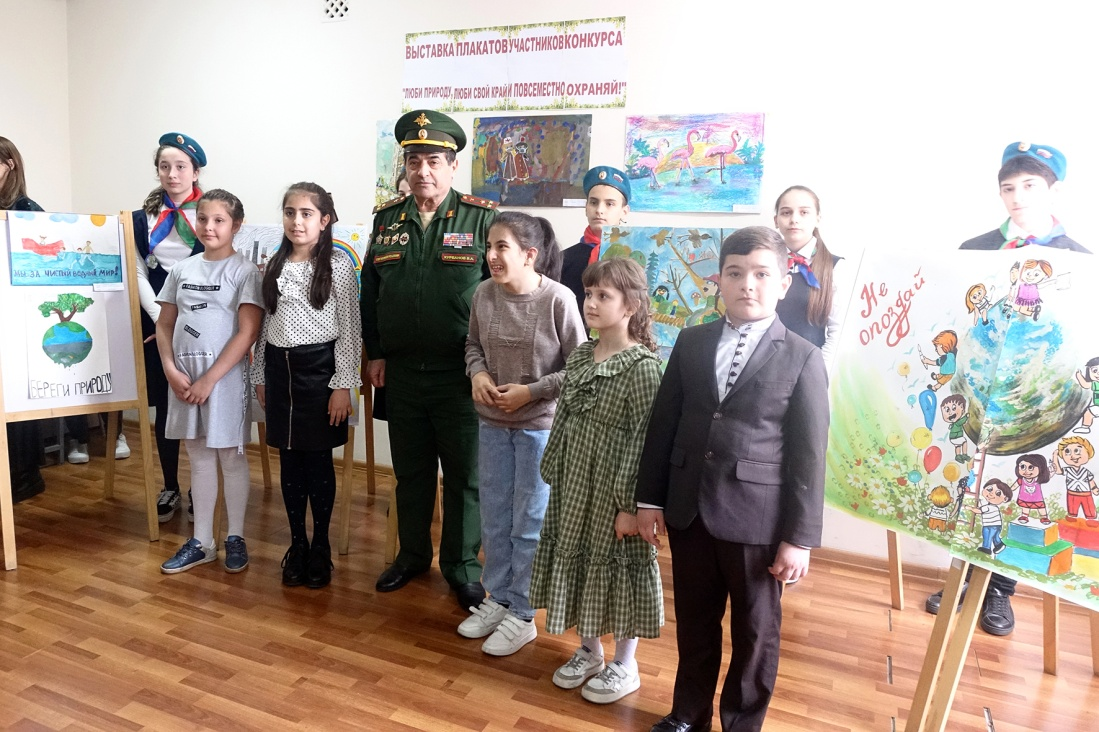 ВЫСТАВКА ПЛАКАТОВ УЧАСТНИКОВ КОНКУРСА
"ЛЮБИ ПРИРОДУ, ЛЮБИ СВОЙ КРАЙ И ПОВСЕМЕСТНО ОХРАНЯЙ!"
МЫ ЗА ЧИСТЫЙ ВОДНЫЙ МИР!
БЕРЕГИ ПРИРОДУ
КУРБАНОВ
Не
опоздай